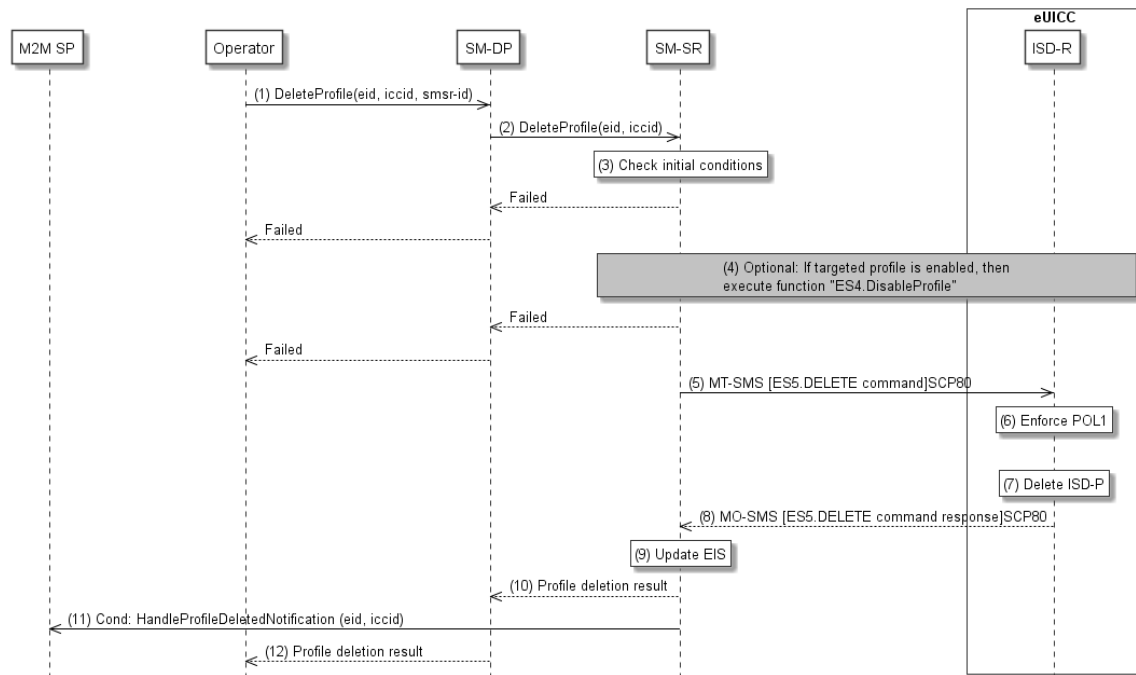 eUICC
M2M SP
Operator
SM-DP
SM-SR
ISD-R
(1) DeleteProfile(eid, iccid, smsr-id)
(2) DeleteProfile(eid, iccid)
(3) Check initial conditions
Failed
Failed
(4) Optional: If targeted profile is enabled, then
execute function "ES4.DisableProfile"
Failed
Failed
(5) MT-SMS [ES5.DELETE command]SCP80
(6) Enforce POL1
(7) Delete ISD-P
(8) MO-SMS [ES5.DELETE command response]SCP80
(9) Update EIS
(10) Profile deletion result
(11) Cond: HandleProfileDeletedNotification (eid, iccid)
(12) Profile deletion result